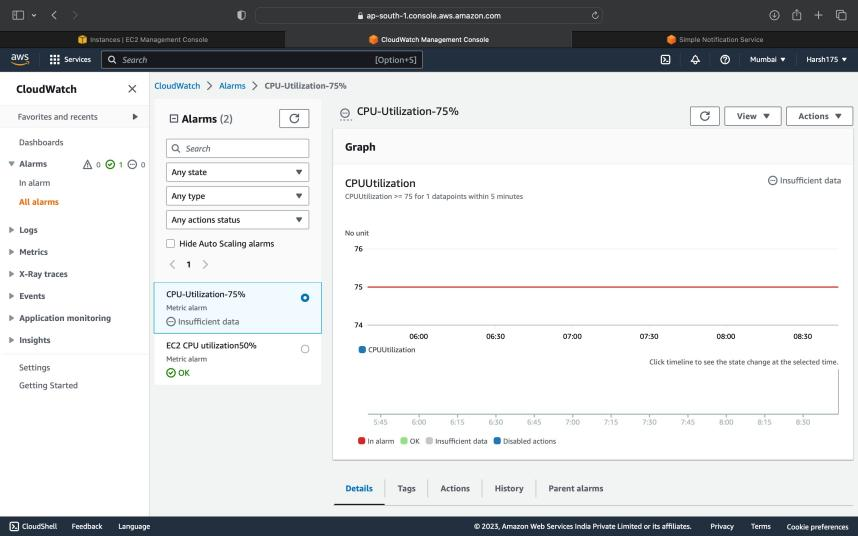 ap-south-1.console.aws.amazon.com
Instances | EC2 Management Console
CloudWatch Management Console
Simple Notification Service
aws
Services
Search
[Option+S]
Mumbai
Harsh175
CloudWatch
Favorites and recents
Dashboards
Alarms
0
1
0
In alarm
All alarms
Logs
Metrics
X-Ray traces
Events
Application monitoring
Insights
Settings
Getting Started
CloudWatch
Alarms
CPU-Utilization-75%
Alarms (2)
Search
Any state
Any type
Any actions status
Hide Auto Scaling alarms
1
CPU-Utilization-75%
Metric alarm
Insufficient data
EC2 CPU utilization50%
Metric alarm
OK
CPU-Utilization-75%
View
Actions
Graph
CPUUtilization
Insufficient data
CPUUtilization >= 75 for 1 datapoints within 5 minutes
No unit
76
75
74
06:00 06:30 07:00 07:30 08:00 08:30
CPUUtilization
Click timeline to see the state change at the selected time.
5:45 6:00 6:15 6:30 6:45 7:00 7:15 7:30 7:45 8:00 8:15 8:30
In alarm OK Insufficient data Disabled actions
Details Tags Actions History Parent alarms
CloudShell Feedback Language
© 2023, Amazon Web Services India Private Limited or its affiliates. Privacy Terms Cookie preferences